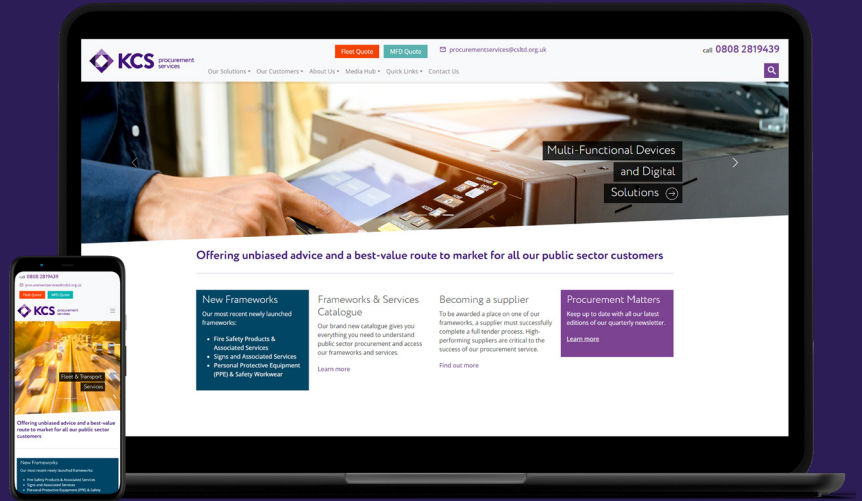 Fleet Quote
MFD Quote
procurementservices@csltd.org.uk
call 0808 2819439
KCS procurement
services
Our Solutions
Our Customers
About Us
Media Hub
Quick Links
Contact Us
Multi-Functional Devices
and Digital
Solutions
Offering unbiased advice and a best-value route to market for all our public sector customers
New Frameworks
Our most recent newly launched
frameworks:
• Fire Safety Products &
Associated Services
• Signs and Associated Services
• Personal Protective Equipment
(PPE) & Safety Workwear
Frameworks & Services
Catalogue
Our brand new catalogue gives you
everything you need to understand
public sector procurement and access
our frameworks and services.
Learn more
Becoming a supplier
To be awarded a place on one of our
frameworks, a supplier must successfully
complete a full tender process. High-
performing suppliers are critical to the
success of our procurement service.
Find out more
Procurement Matters
Keep up to date with all our latest
editions of our quarterly newsletter.
Learn more
call 0808 2819439
procurementservices@csltd.org.uk
Fleet Quote
MFD Quote
KCS procurement
services
Fleet & Transport
Services
Offering unbiased advice and a best-value
route to market for all our public sector
customers
New Frameworks
Our most recent newly launched frameworks:
• Fire Safety Products & Associated Services
• Signs and Associated Services
• Personal Protective Equipment (PPE) & Safety